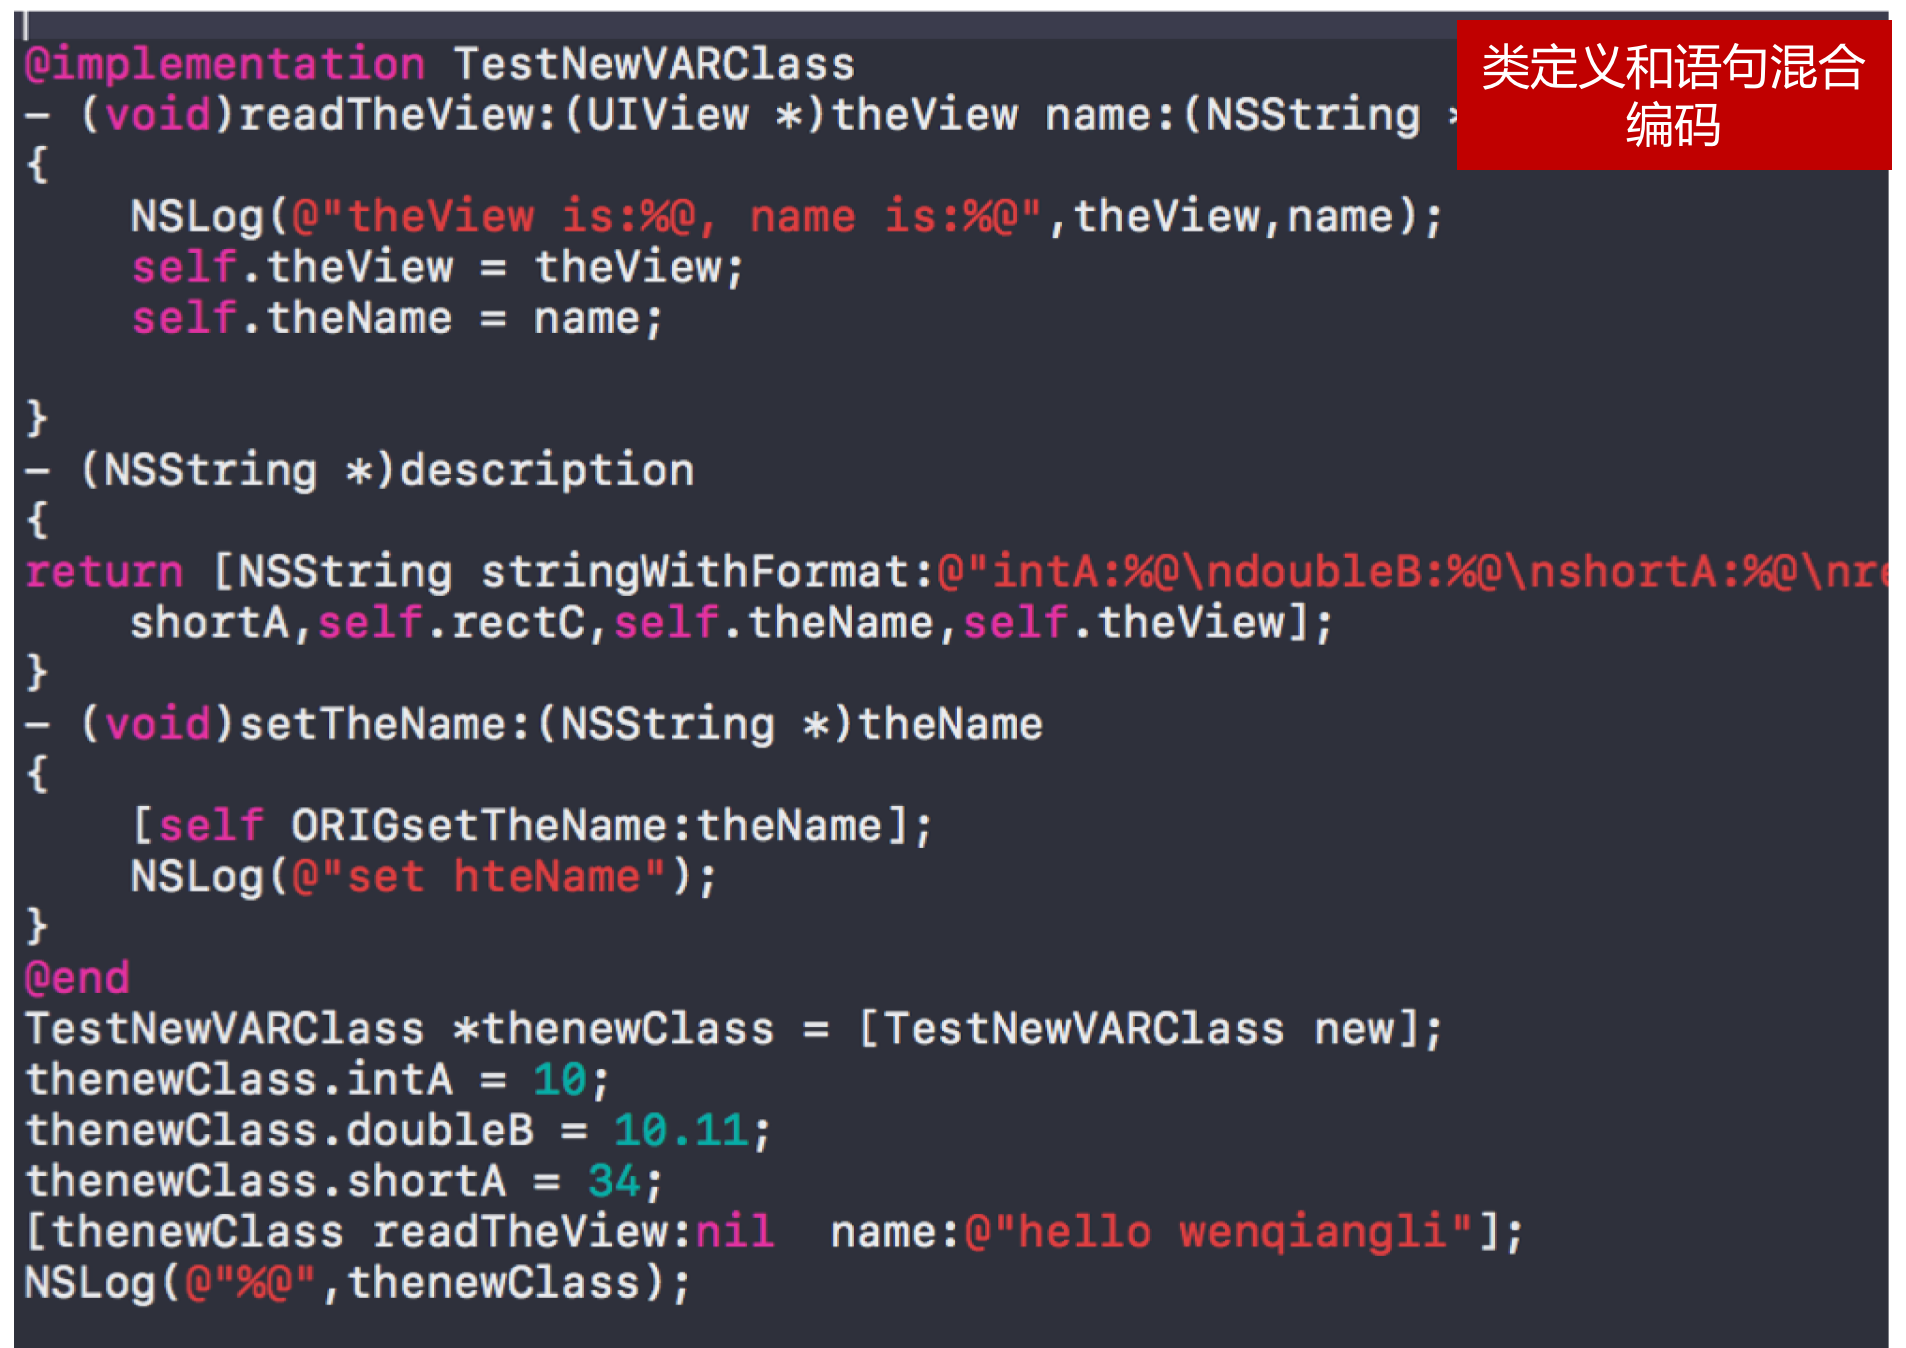 @implementation TestNewVARClass
- (void)readTheView:(UIView *)theView name:(NSString *
类定义和语句混合
编码
{
    NSLog(@"theView is:%@, name is:%@",theView,name);
    self.theView = theView;
    self.theName = name;
}
- (NSString *)description
{
return [NSString stringWithFormat:@"intA:%@\ndoubleB:%@\nshortA:%@\nre
    shortA,self.rectC,self.theName,self.theView];
}
- (void)setTheName:(NSString *)theName
{
    [self ORIGsetTheName:theName];
    NSLog(@"set hteName");
}
@end
TestNewVARClass *thenewClass = [TestNewVARClass new];
thenewClass.intA = 10;
thenewClass.doubleB = 10.11;
thenewClass.shortA = 34;
[thenewClass readTheView:nil  name:@"hello wenqiangli"];
NSLog(@"%@",thenewClass);